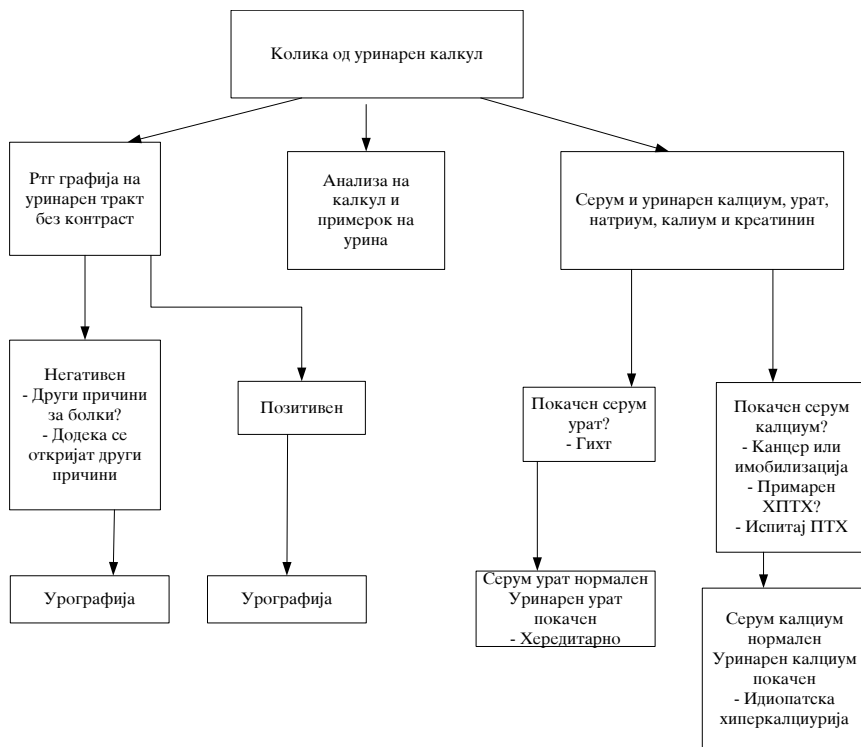 Колика од уринарен калкул
Ртг графија на
уринарен тракт
без контраст
Анализа на
калкул и
примерок на
урина
Серум и уринарен калциум, урат,
натриум, калиум и креатинин
Негативен
- Други причини
за болки?
- Додека се
откријат други
причини
Позитивен
Покачен серум
урат?
- Гихт
Покачен серум
калциум?
- Канцер или
имобилизација
- Примарен
ХПТХ?
- Испитај ПТХ
Урографија
Урографија
Серум урат нормален
Уринарен урат
покачен
- Хередитарно
Серум калциум
нормален
Уринарен калциум
покачен
- Идиопатска
хиперкалциурија